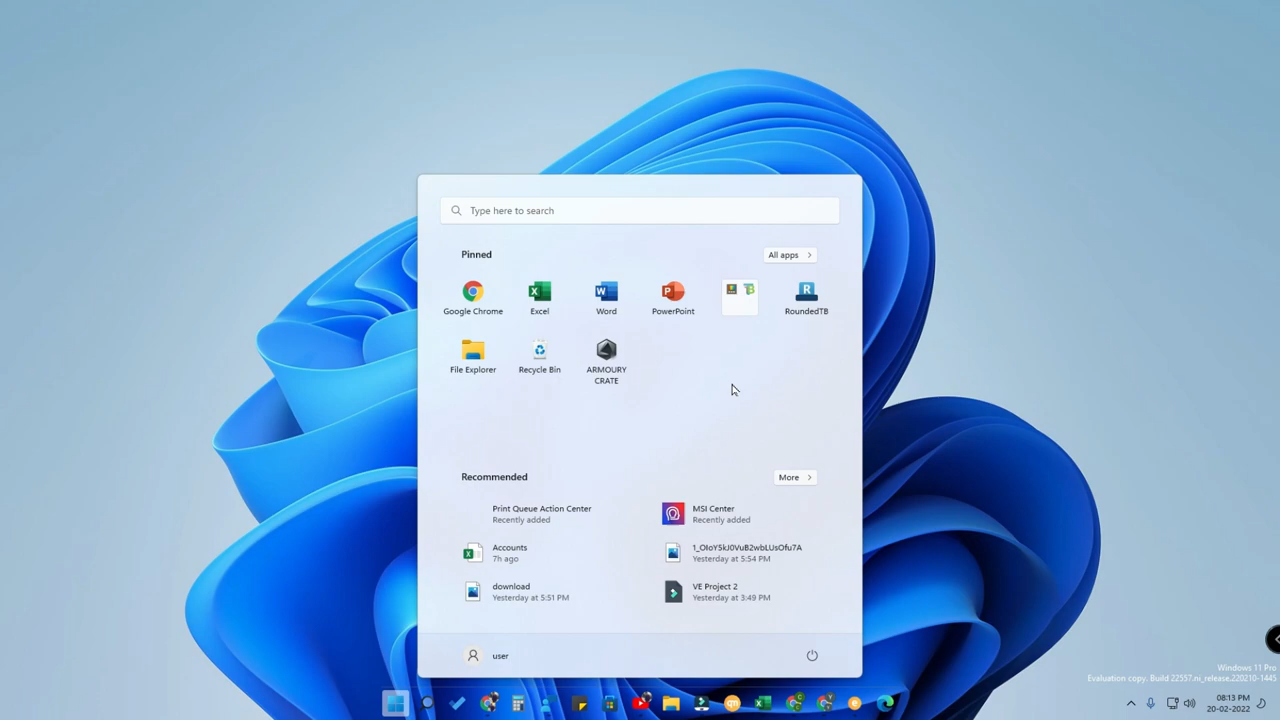 Type here to search
Pinned
All apps
Google Chrome
Excel
Word
PowerPoint
RoundedTB
File Explorer
Recycle Bin
ARMOURY
CRATE
Recommended
More
Print Queue Action Center
Recently added
MSI Center
Recently added
Accounts
7h ago
Yesterday at 5:54 PM
download
Yesterday at 5:51 PM
VE Project 2
Yesterday at 3:49 PM
user
Windows 11 Pro
Evaluation copy. Build 22557.ni_release.220210-1445
08:13 PM
20-02-2022